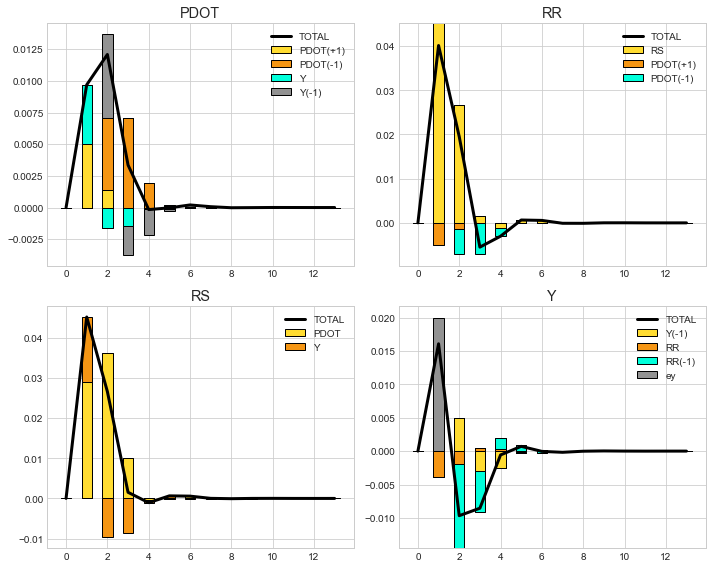 PDOT
0.0125
0.0100
0.0075
0.0050
0.0025
0.0000
−0.0025
0 2 4 6 8 10 12
TOTAL
PDOT(+1)
PDOT(-1)
Y
Y(-1)
RR
0.04
0.03
0.02
0.01
0.00
0 2 4 6 8 10 12
TOTAL
RS
PDOT(+1)
PDOT(-1)
RS
0.04
0.03
0.02
0.01
0.00
−0.01
0 2 4 6 8 10 12
TOTAL
PDOT
Y
Y
0.020
0.015
0.010
0.005
0.000
−0.005
−0.010
0 2 4 6 8 10 12
TOTAL
Y(-1)
RR
RR(-1)
ey